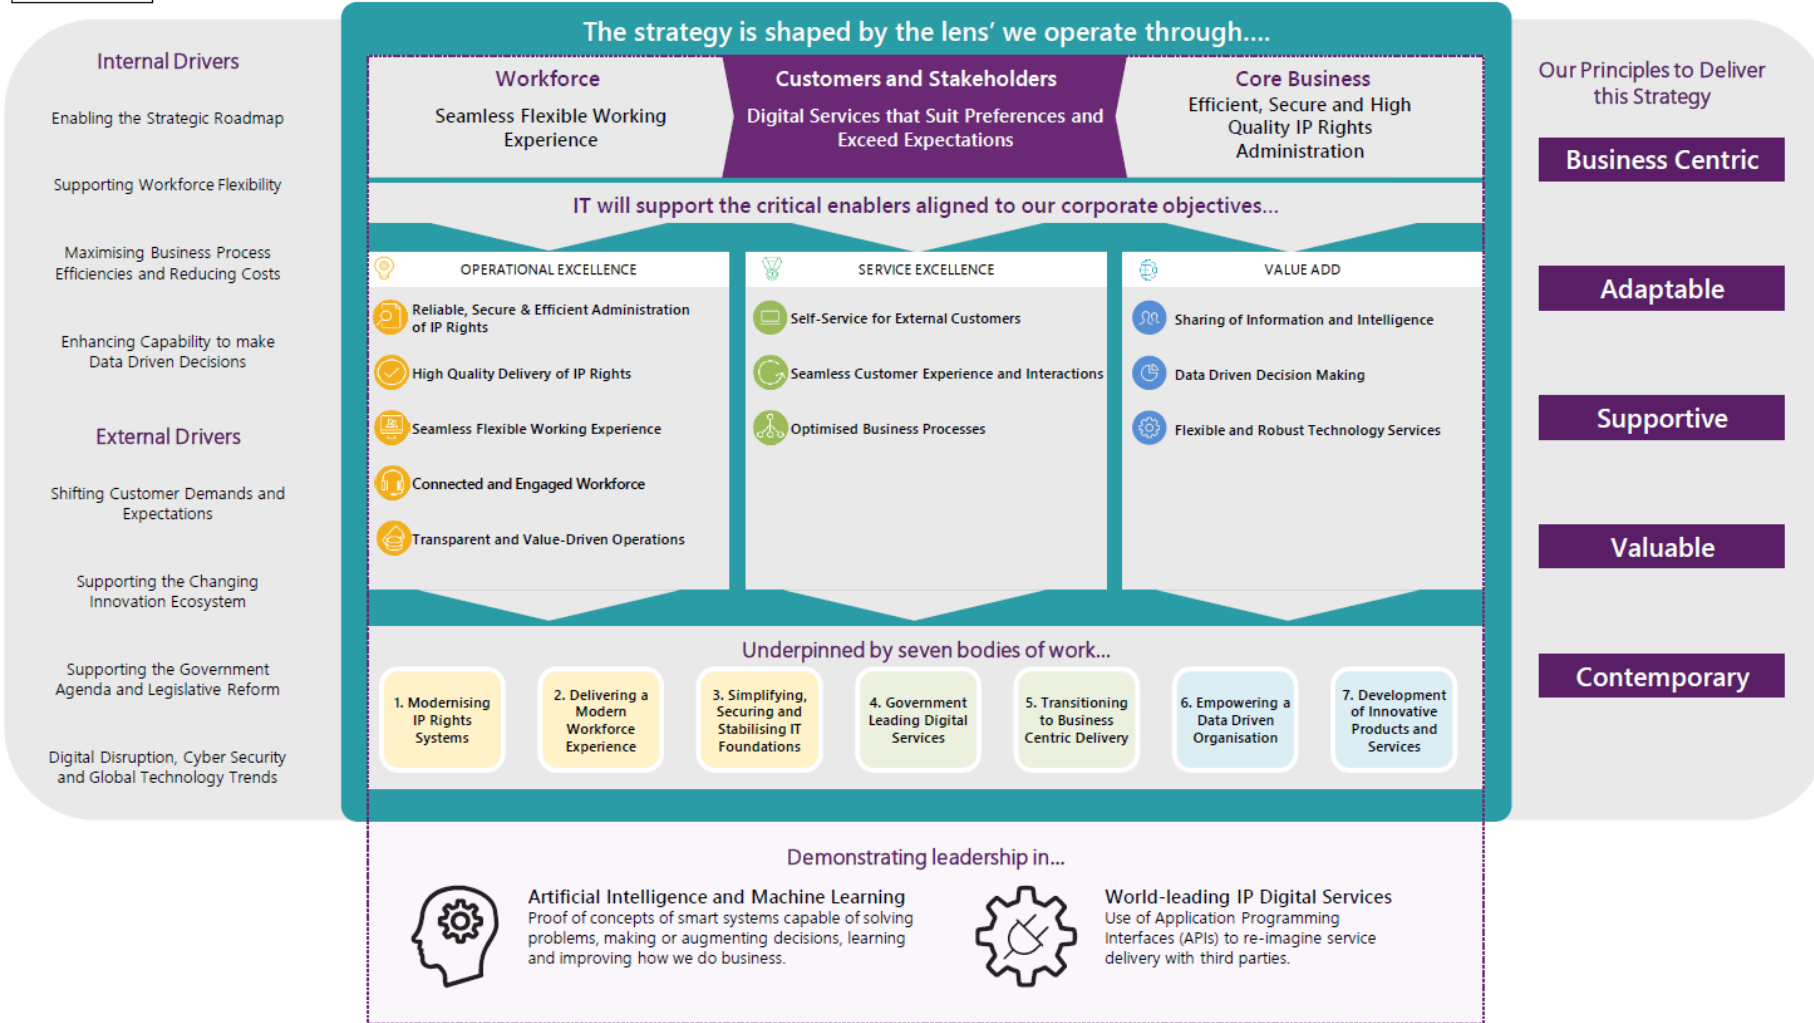 Internal Drivers
Enabling the Strategic Roadmap
Supporting Workforce Flexibility
Maximising Business Process
Efficiencies and Reducing Costs
Enhancing Capability to make
Data Driven Decisions
External Drivers
Shifting Customer Demands and
Expectations
Supporting the Changing
Innovation Ecosystem
Supporting the Government
Agenda and Legislative Reform
Digital Disruption, Cyber Security
and Global Technology Trends
The strategy is shaped by the lens’ we operate through....
Workforce
Seamless Flexible Working
Experience
Customers and Stakeholders
Digital Services that Suit Preferences and
Exceed Expectations
Core Business
Efficient, Secure and High
Quality IP Rights
Administration
IT will support the critical enablers aligned to our corporate objectives...
OPERATIONAL EXCELLENCE
Reliable, Secure & Efficient Administration
of IP Rights
High Quality Delivery of IP Rights
Seamless Flexible Working Experience
Connected and Engaged Workforce
Transparent and Value-Driven Operations
SERVICE EXCELLENCE
Self-Service for External Customers
Seamless Customer Experience and Interactions
Optimised Business Processes
VALUE ADD
Sharing of Information and Intelligence
Data Driven Decision Making
Flexible and Robust Technology Services
Underpinned by seven bodies of work...
1. Modernising
IP Rights
Systems
2. Delivering a
Modern
Workforce
Experience
3. Simplifying,
Securing and
Stabilising IT
Foundations
4. Government
Leading Digital
Services
5. Transitioning
to Business
Centric Delivery
6. Empowering a
Data Driven
Organisation
7. Development
of Innovative
Products and
Services
Demonstrating leadership in...
Artificial Intelligence and Machine Learning
Proof of concepts of smart systems capable of solving
problems, making or augmenting decisions, learning
and improving how we do business.
World-leading IP Digital Services
Use of Application Programming
Interfaces (APIs) to re-imagine service
delivery with third parties.
Our Principles to Deliver
this Strategy
Business Centric
Adaptable
Supportive
Valuable
Contemporary